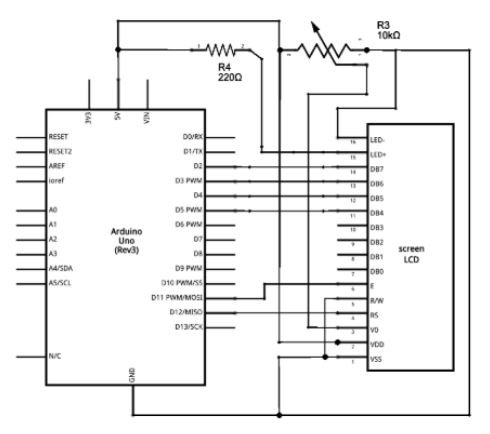 R3
10kΩ
1
2
R4
220Ω
3V3
5V
VIN
RESET
RESET2
AREF
ioref
A0
A1
A2
A3
A4/SDA
A5/SCL
N/C
Arduino
Uno
(Rev3)
D0/RX
D1/TX
D2
D3 PWM
D4
D5 PWM
D6 PWM
D7
D8
D9 PWM
D10 PWM/SS
D11 PWM/MOSI
D12/MISO
D13/SCK
GND
16 LED-
15 LED+
14 DB7
13 DB6
12 DB5
11 DB4
10 DB3
9 DB2
8 DB1
7 DB0
6 E
5 R/W
4 RS
3 V0
2 VDD
1 VSS
screen
LCD